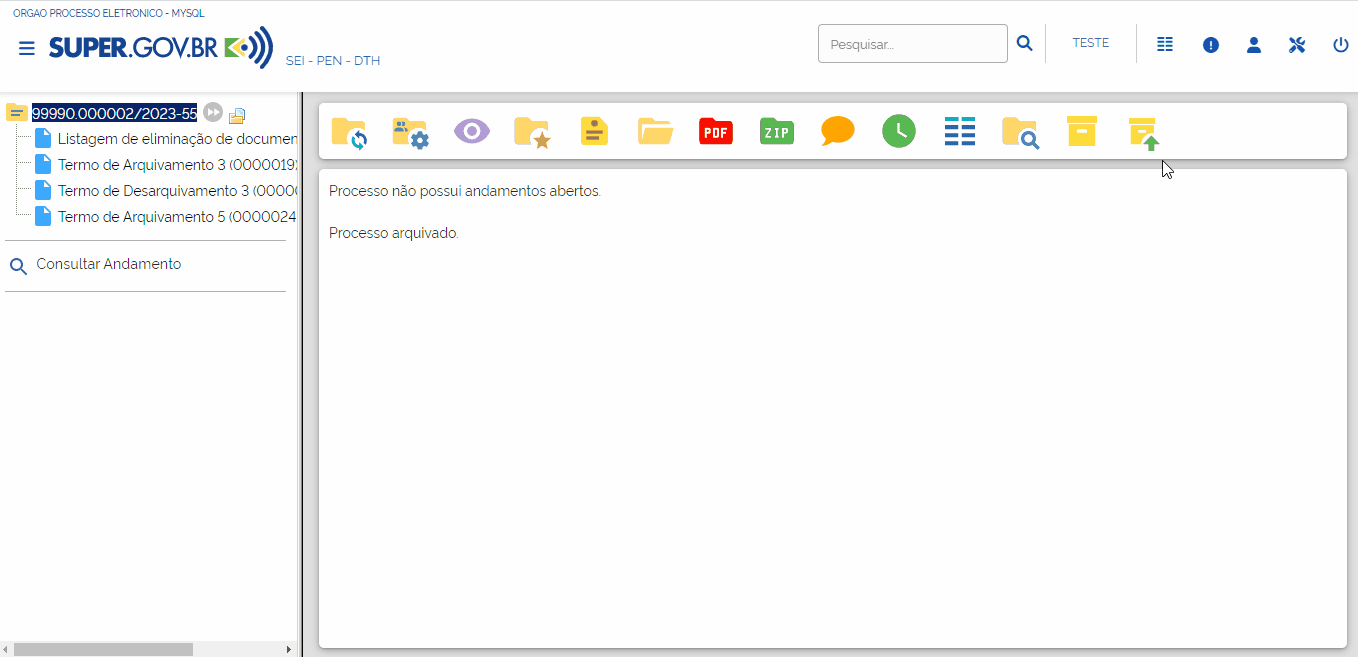 ORGAO PROCESSO ELETRONICO - MYSQL
SUPER.GOV.BR
SEI - PEN - DTH
Pesquisar...
TESTE
99990.000002/2023-55
Listagem de eliminação de documen
Termo de Arquivamento 3 (0000019)
Termo de Desarquivamento 3 (0000
Termo de Arquivamento 5 (0000024
Consultar Andamento
PDF
ZIP
Processo não possui andamentos abertos.
Processo arquivado.